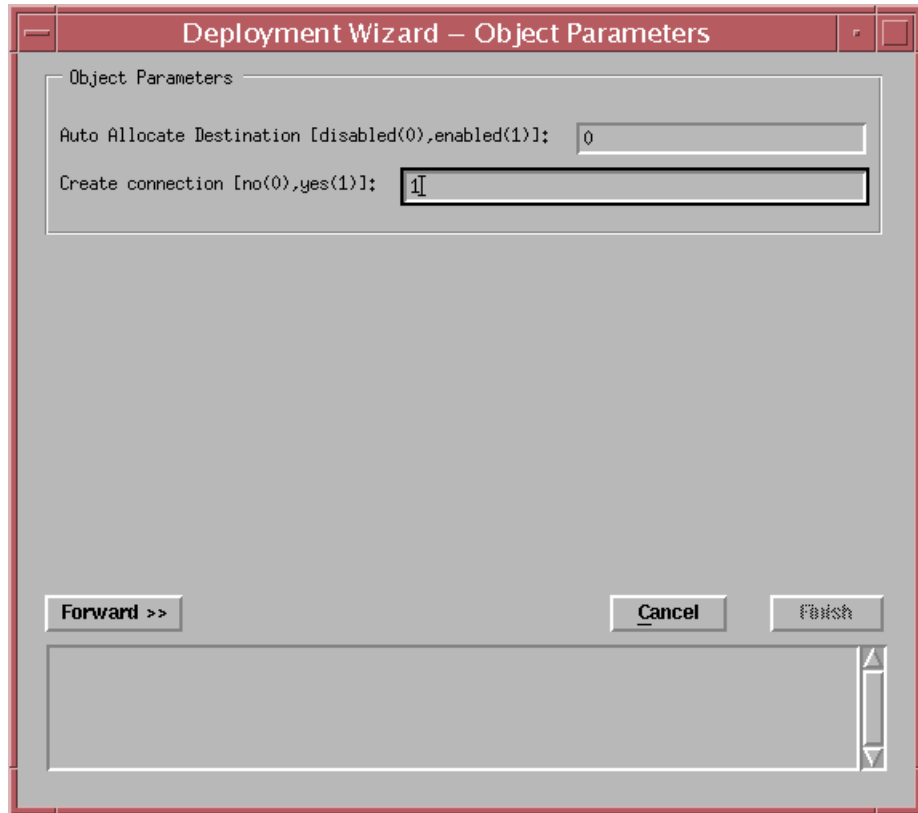 Deployment Wizard – Object Parameters
Object Parameters
Auto Allocate Destination [disabled(0),enabled(1)]: 0
Create connection [no(0),yes(1)]: 1
Forward >> Cancel Finish